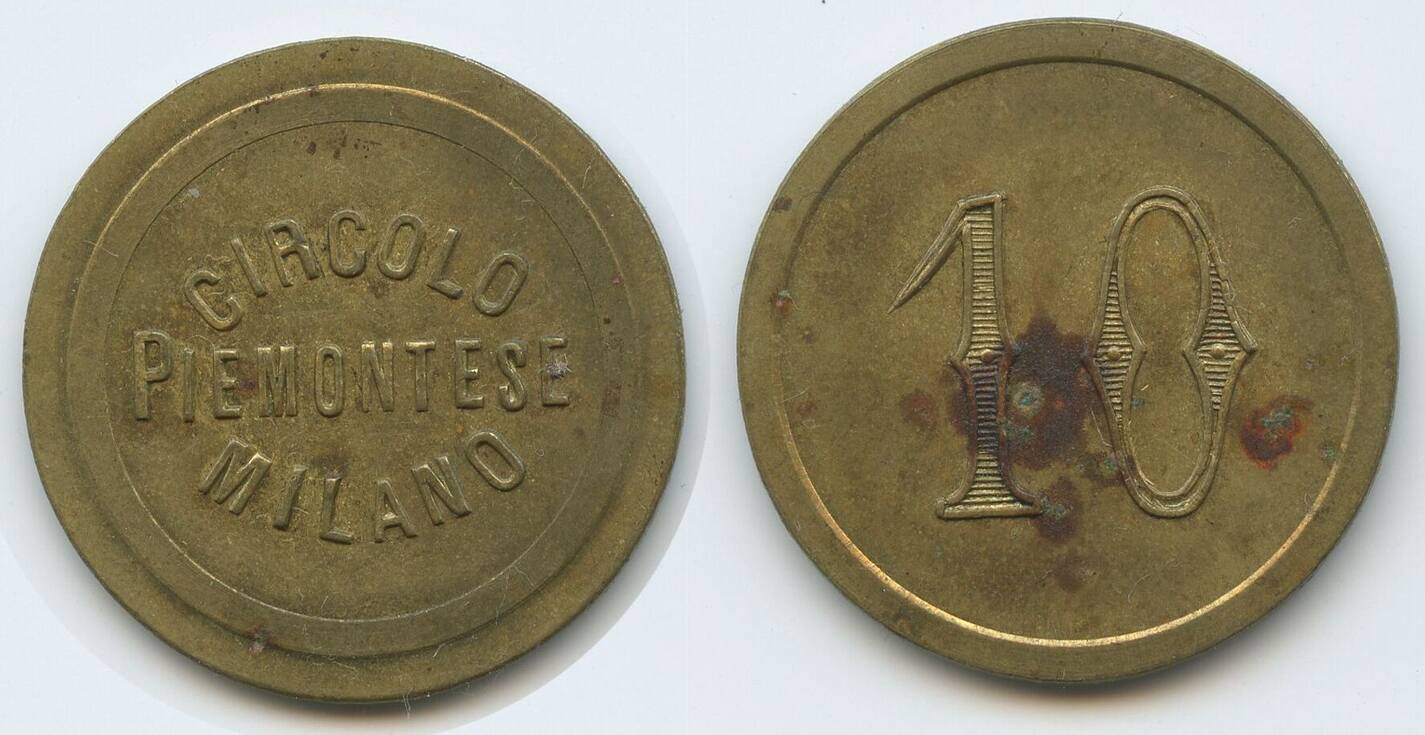 CIRCOLO
PIEMONTESE
MILANO
10